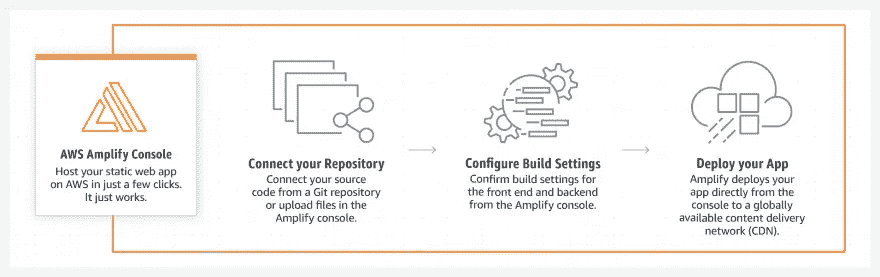 AWS Amplify Console
Host your static web app
on AWS in just a few clicks.
It just works.
Connect your Repository
Connect your source
code from a Git repository
or upload files in the
Amplify console.
Configure Build Settings
Confirm build settings for
the front end and backend
from the Amplify console.
Deploy your App
Amplify deploys your
app directly from the
console to a globally
available content delivery
network (CDN).